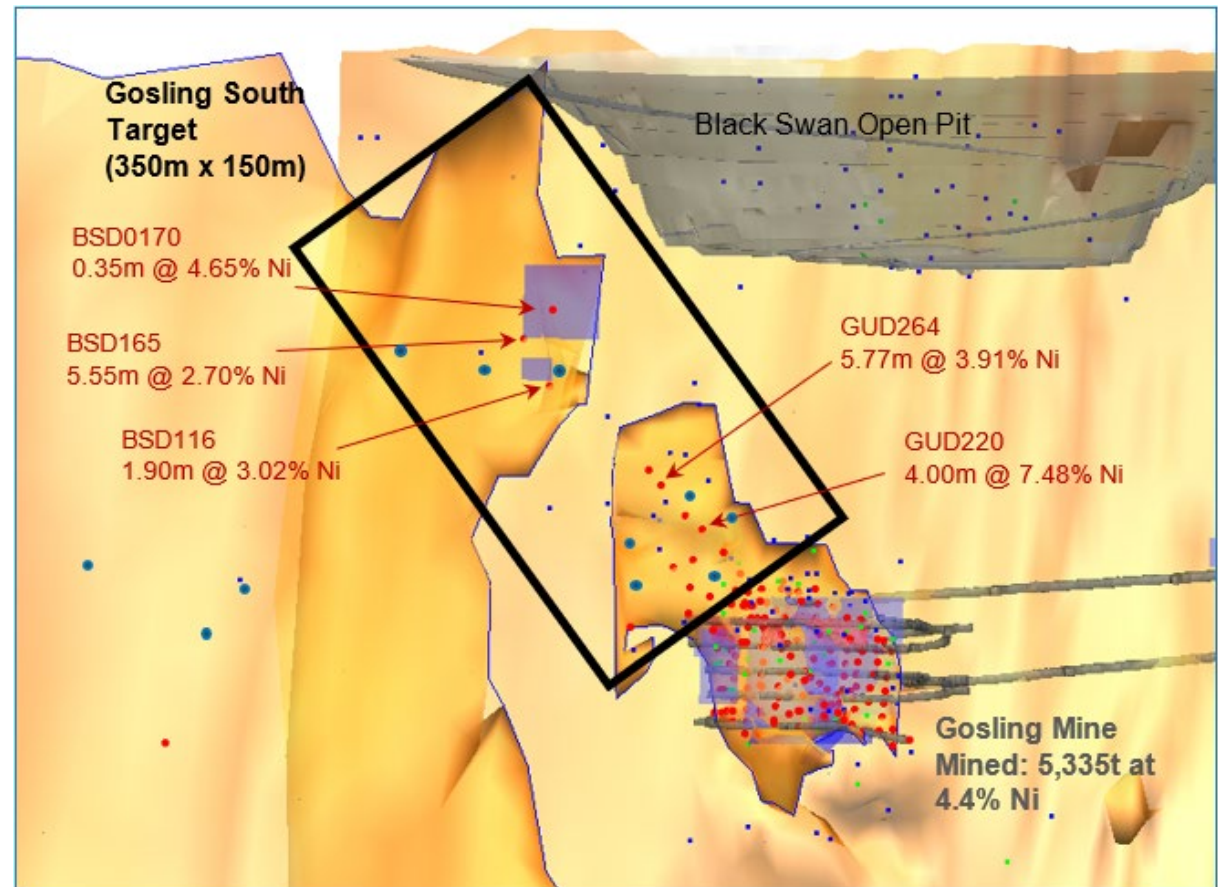 Gosling South
Target
(350m x 150m)
Black Swan Open Pit
BSD0170
0.35m @ 4.65% Ni
BSD165
5.55m @ 2.70% Ni
BSD116
1.90m @ 3.02% Ni
GUD264
5.77m @ 3.91% Ni
GUD220
4.00m @ 7.48% Ni
Gosling Mine
Mined: 5,335t at
4.4% Ni